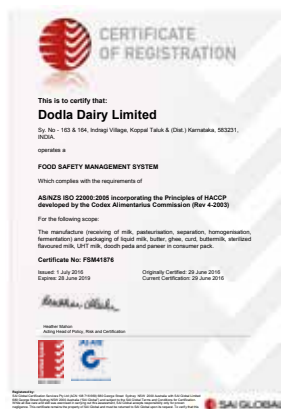 CERTIFICATE
OF REGISTRATION
This is to certify that:
Dodla Dairy Limited
Sy. No - 163 & 164, Indragi Village, Koppal Taluk & (Dist.) Karnataka, 583231,
INDIA.
operates a
FOOD SAFETY MANAGEMENT SYSTEM
Which complies with the requirements of
AS/NZS ISO 22000:2005 incorporating the Principles of HACCP
developed by the Codex Alimentarius Commission (Rev 4-2003)
For the following scope:
The manufacture (receiving of milk, pasteurisation, separation, homogenisation,
fermentation) and packaging of liquid milk, butter, ghee, curd, buttermilk, sterilized
flavoured milk, UHT milk, doodh peda and paneer in consumer pack.
Certificate No: FSM41876
Issued: 1 July 2016
Originally Certified: 29 June 2016
Expires: 28 June 2019
Current Certification: 29 June 2016
Heather Mahon
Acting Head of Policy, Risk and Certification
Registered by:
SAI GLOBAL